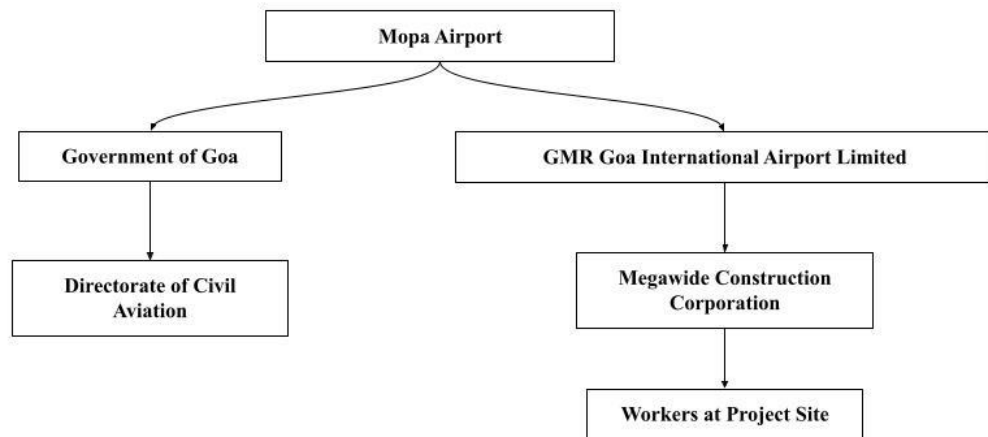 Mopa Airport
Government of Goa
GMR Goa International Airport Limited
Directorate of Civil
Aviation
Megawide Construction
Corporation
Workers at Project Site